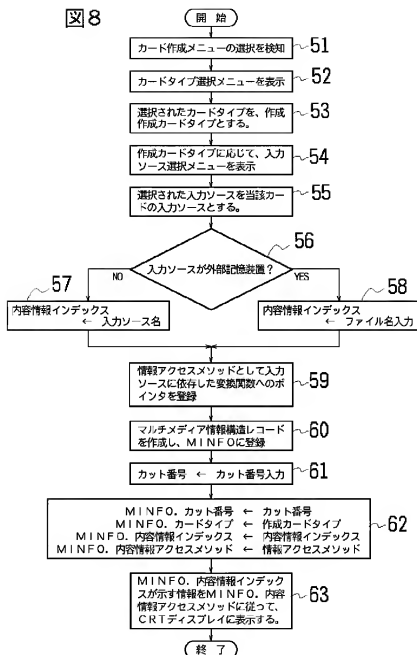 図8
開 始
カード作成メニューの選択を検知
51
カードタイプ選択メニューを表示
52
選択されたカードタイプを、作成
作成カードタイプとする。
53
作成カードタイプに応じて、入力
ソース選択メニューを表示
54
選択された入力ソースを当該カー
ドの入力ソースとする。
55
入力ソースが外部記憶装置？
56
NO
YES
57
内容情報インデックス
← 入力ソース名
58
内容情報インデックス
← ファイル名入力
情報アクセスメソッドとして入力
ソースに依存した変換関数へのポ
インタを登録
59
マルチメディア情報構造レコード
を作成し、ＭＩＮＦＯに登録
60
カット番号 ← カット番号入力
61
ＭＩＮＦＯ．カット番号 ← カット番号
ＭＩＮＦＯ．カードタイプ ← 作成カードタイプ
ＭＩＮＦＯ．内容情報インデックス ← 内容情報インデックス
ＭＩＮＦＯ．内容情報アクセスメソッド ← 情報アクセスメソッド
62
ＭＩＮＦＯ．内容情報インデック
スが示す情報をＭＩＮＦＯ．内容
情報アクセスメソッドに従って、
ＣＲＴディスプレイに表示する。
63
終 了